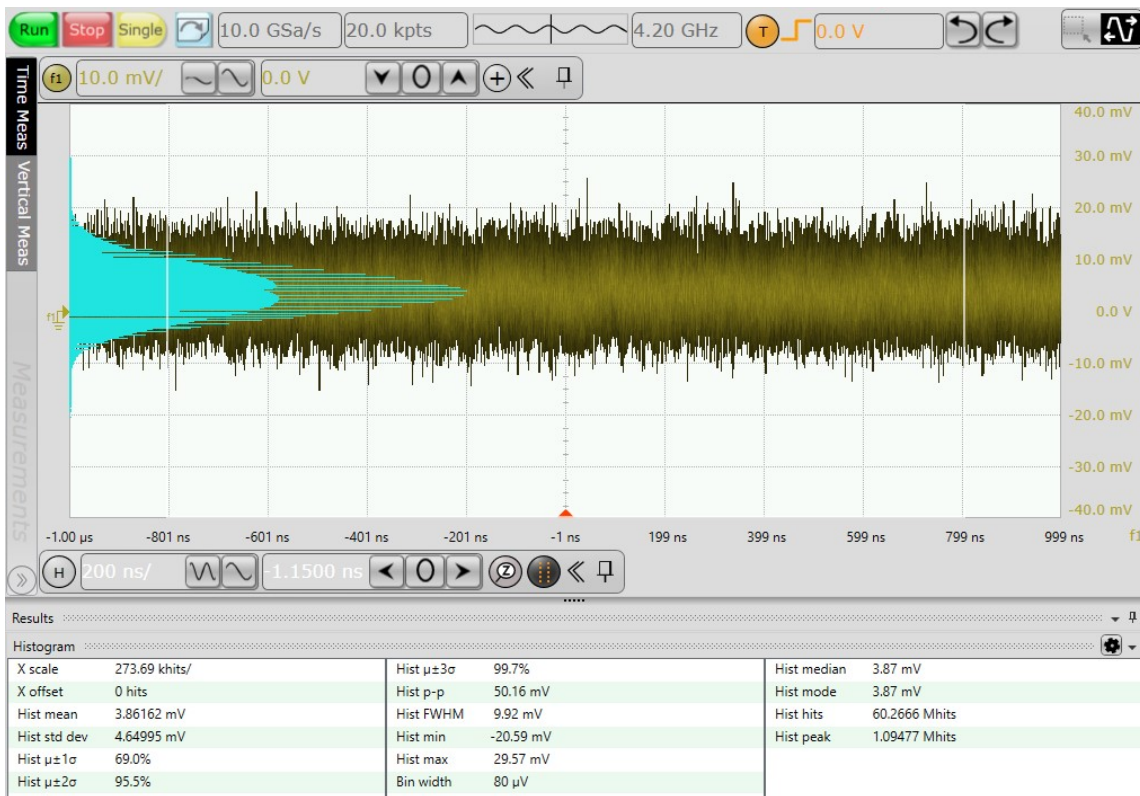 Run Stop Single 10.0 GSa/s 20.0 kpts 4.20 GHz T 0.0 V
f1 10.0 mV/ 0.0 V
Time Meas
Vertical Meas
Measurements
40.0 mV
30.0 mV
20.0 mV
10.0 mV
0.0 V
-10.0 mV
-20.0 mV
-30.0 mV
-40.0 mV
f1
-1.00 µs -801 ns -601 ns -401 ns -201 ns -1 ns 199 ns 399 ns 599 ns 799 ns 999 ns f1
H 200 ns/ -1.1500 ns 0 Z
Results
Histogram
X scale 273.69 khits/ Hist µ±3σ 99.7% Hist median 3.87 mV
X offset 0 hits Hist p-p 50.16 mV Hist mode 3.87 mV
Hist mean 3.86162 mV Hist FWHM 9.92 mV Hist hits 60.2666 Mhits
Hist std dev 4.64995 mV Hist min -20.59 mV Hist peak 1.09477 Mhits
Hist µ±1σ 69.0% Hist max 29.57 mV
Hist µ±2σ 95.5% Bin width 80 µV